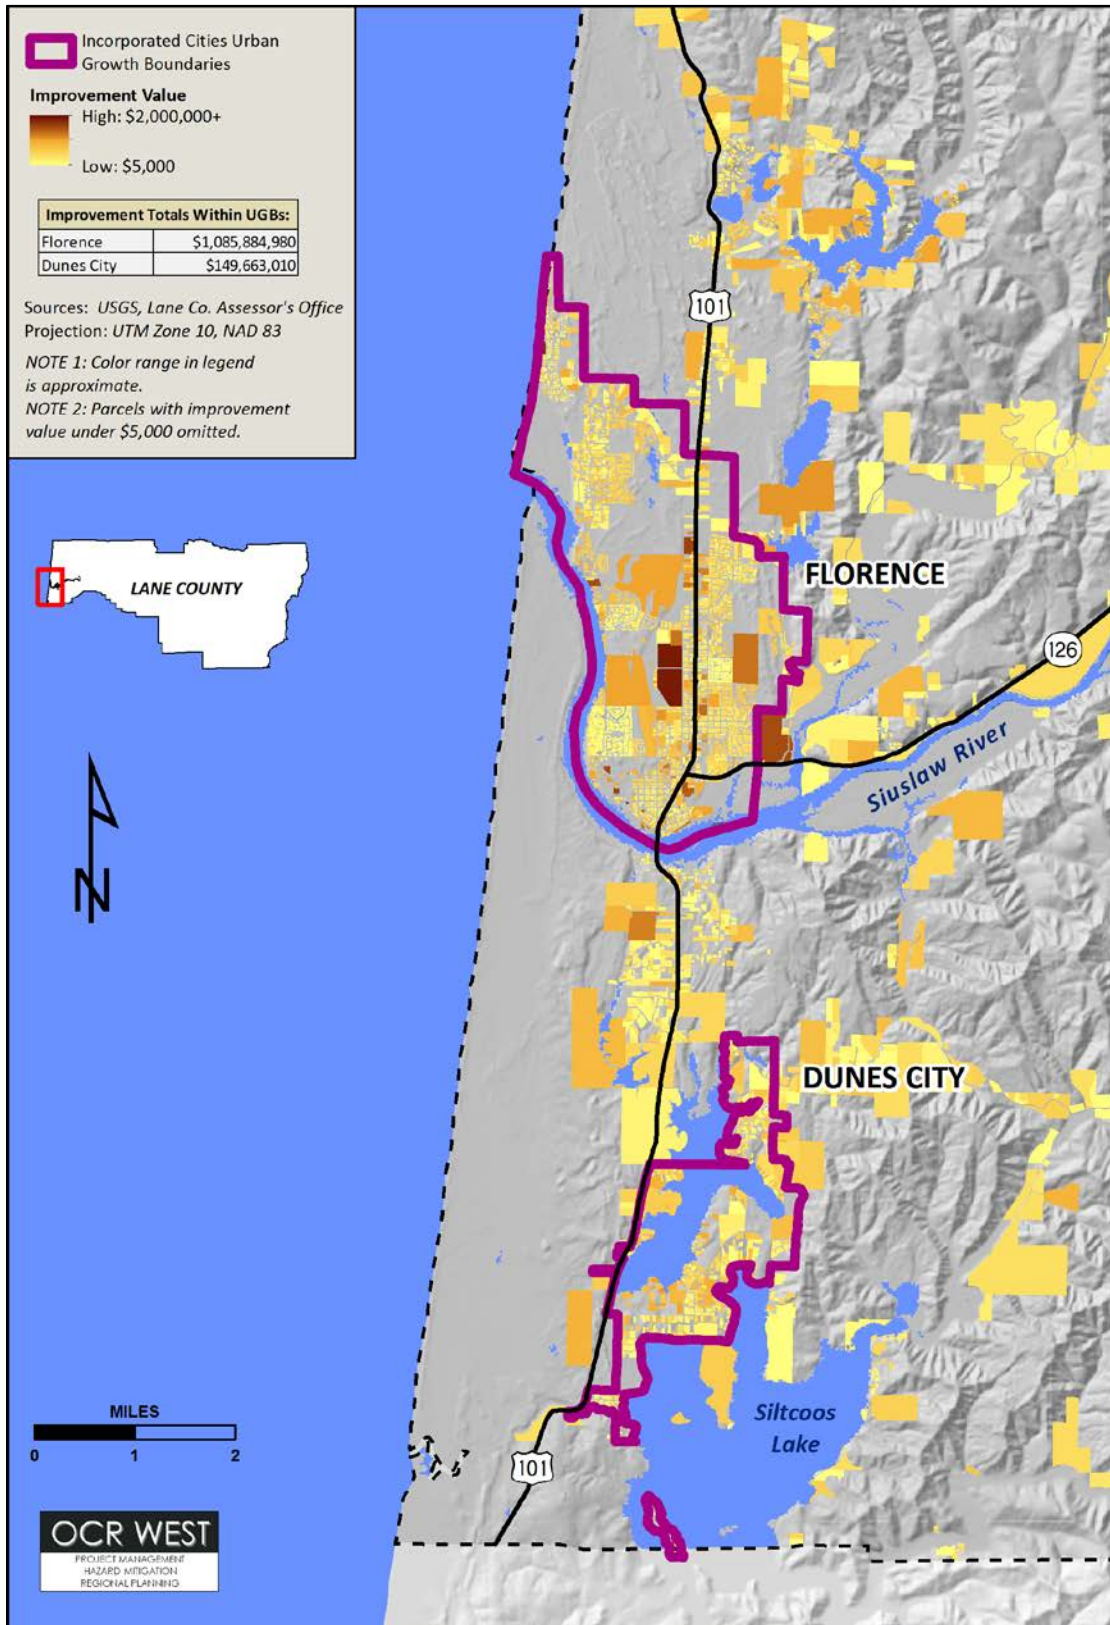 Incorporated Cities Urban
Growth Boundaries
Improvement Value
High: $2,000,000+
Low: $5,000
Improvement Totals Within UGBs:
Florence $1,085,884,980
Dunes City $149,663,010
Sources: USGS, Lane Co. Assessor's Office
Projection: UTM Zone 10, NAD 83
NOTE 1: Color range in legend
is approximate.
NOTE 2: Parcels with improvement
value under $5,000 omitted.
101
LANE COUNTY
FLORENCE
126
Siuslaw River
N
DUNES CITY
MILES
0 1 2
Siltcoos
Lake
101
OCR WEST
PROJECT MANAGEMENT
HAZARD MITIGATION
REGIONAL PLANNING